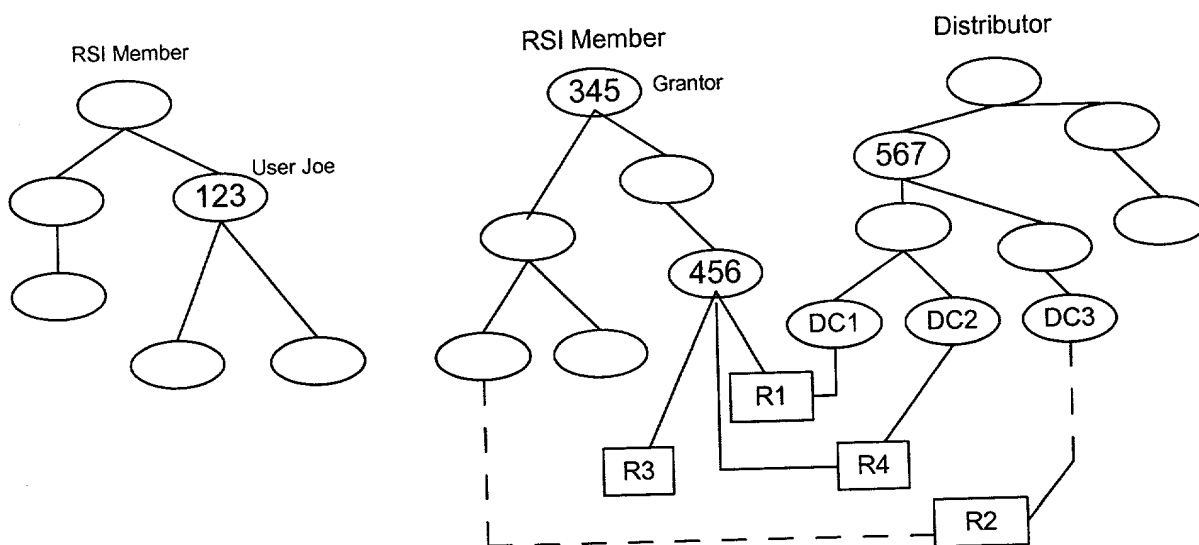 RSI Member
RSI Member
Distributor
345
Grantor
567
User Joe
123
456
DC1
DC2
DC3
R1
R3
R4
R2